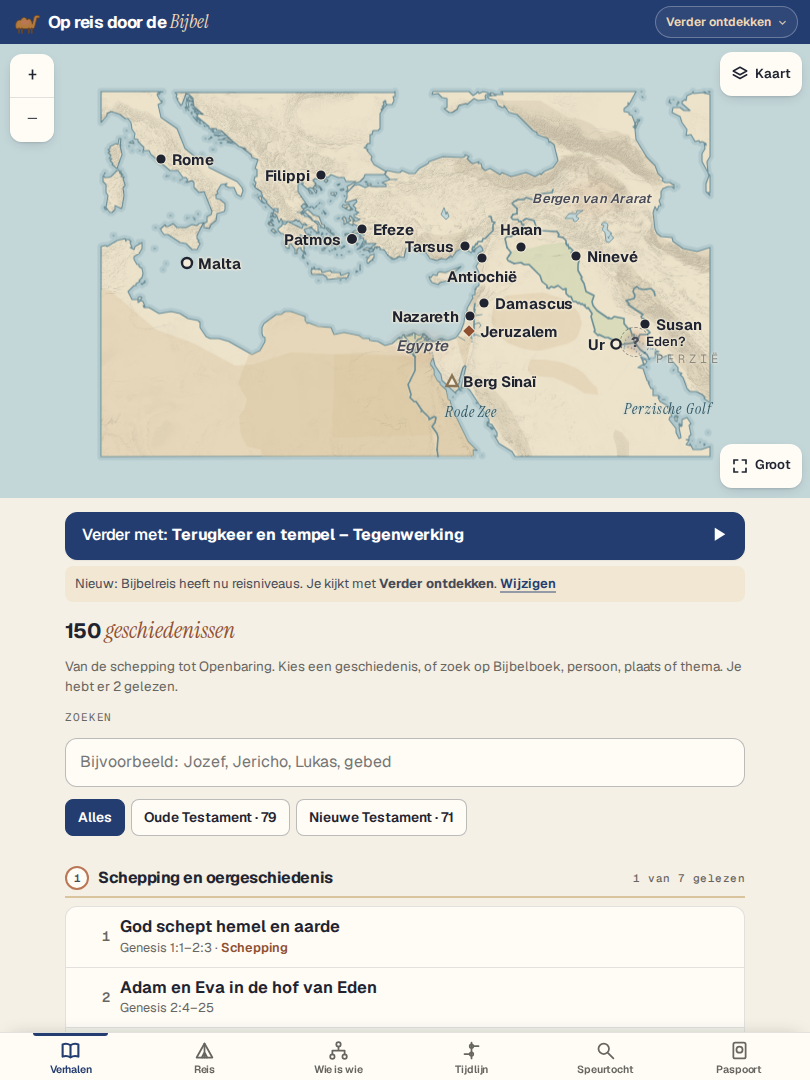 Op reis door de Bijbel
Verder ontdekken
+
−
Kaart
Rome
Filippi
Bergen van Ararat
Efeze
Haran
Patmos
Tarsus
Ninevé
Malta
Antiochië
Damascus
Nazareth
Susan
Jeruzalem
Egypte
Ur
?
Eden?
PERZIË
Berg Sinaï
Rode Zee
Perzische Golf
Groot
Verder met: Terugkeer en tempel – Tegenwerking
Nieuw: Bijbelreis heeft nu reisniveaus. Je kijkt met Verder ontdekken. Wijzigen
150 geschiedenissen
Van de schepping tot Openbaring. Kies een geschiedenis, of zoek op Bijbelboek, persoon, plaats of thema. Je
hebt er 2 gelezen.
ZOEKEN
Bijvoorbeeld: Jozef, Jericho, Lukas, gebed
Alles
Oude Testament · 79
Nieuwe Testament · 71
1 Schepping en oergeschiedenis 1 van 7 gelezen
1 God schept hemel en aarde
Genesis 1:1–2:3 · Schepping
2 Adam en Eva in de hof van Eden
Genesis 2:4–25
Verhalen
Reis
Wie is wie
Tijdlijn
Speurtocht
Paspoort